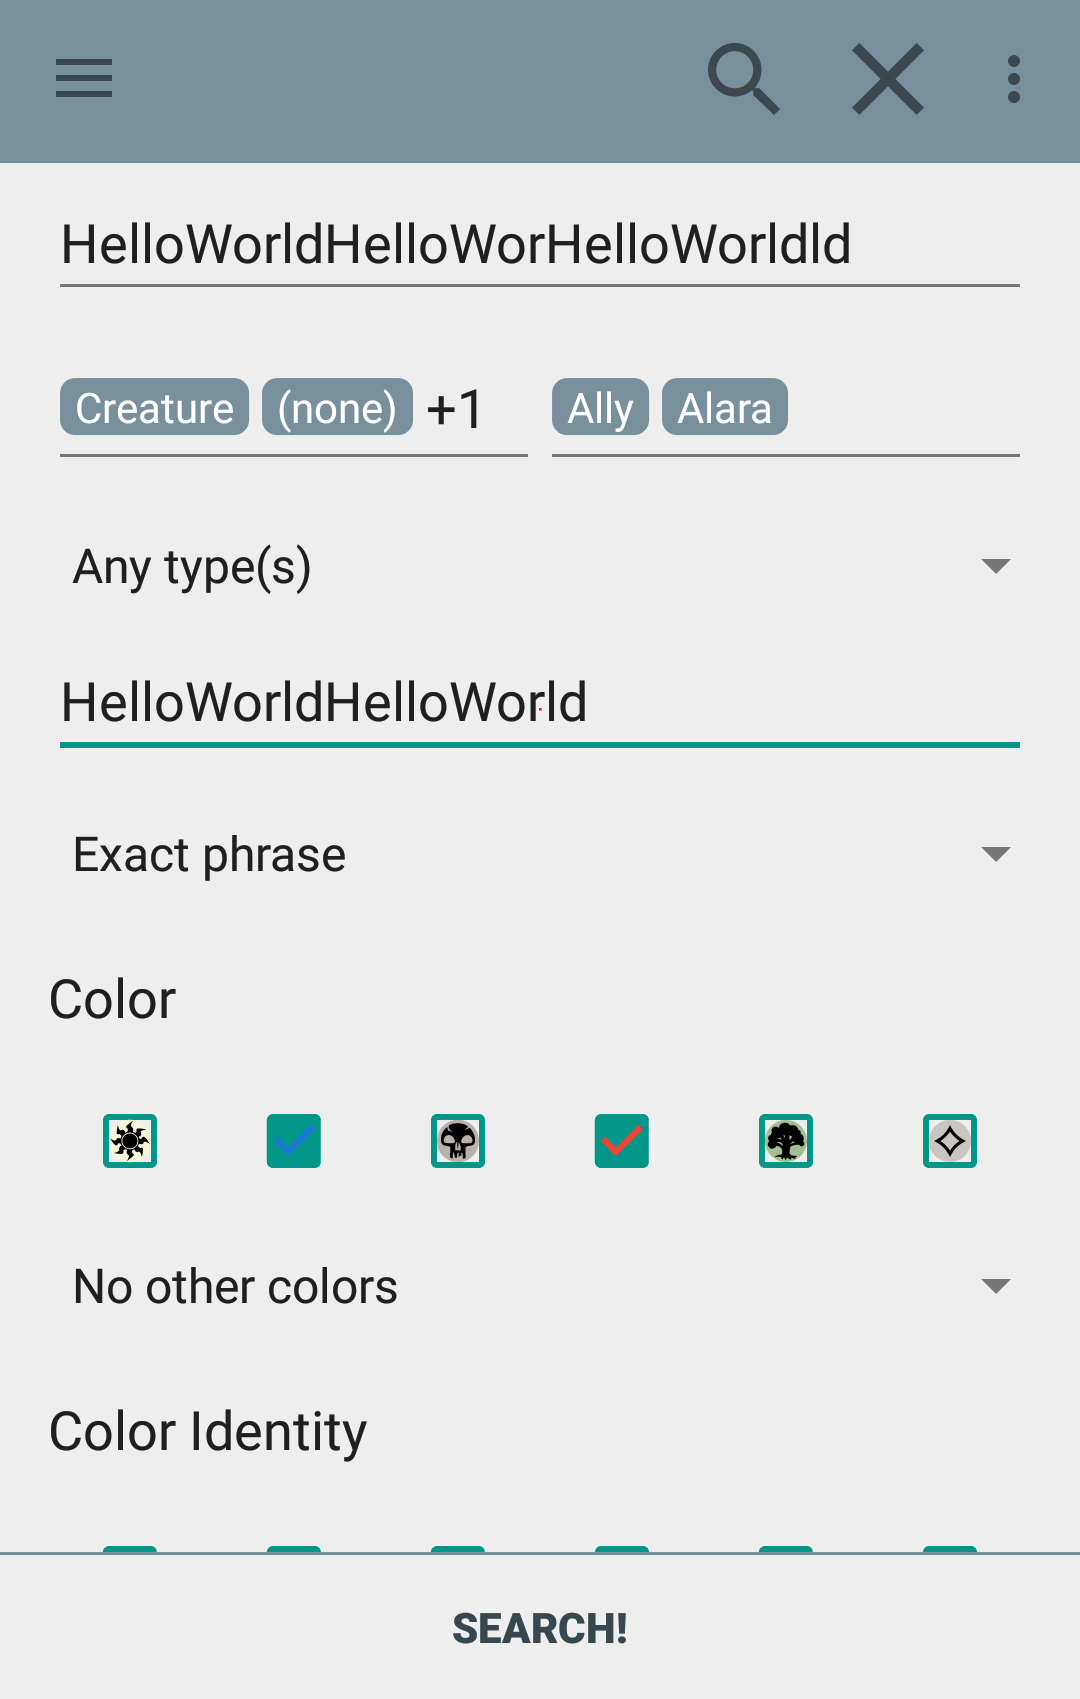 HelloWorldHelloWorHelloWorldld
Creature (none) +1 Ally Alara
Any type(s)
HelloWorldHelloWorld
Exact phrase
Color
No other colors
Color Identity
SEARCH!